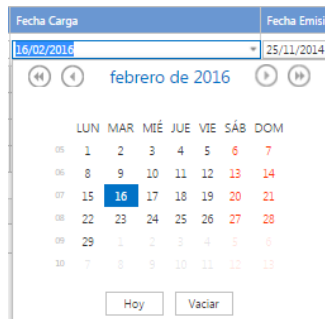 Fecha Carga Fecha Emisi
16/02/2016 25/11/2014
febrero de 2016
LUN MAR MIÉ JUE VIE SÁB DOM
05 1 2 3 4 5 6 7
06 8 9 10 11 12 13 14
07 15 16 17 18 19 20 21
08 22 23 24 25 26 27 28
09 29 1 2 3 4 5 6
10 7 8 9 10 11 12 13
Hoy Vaciar